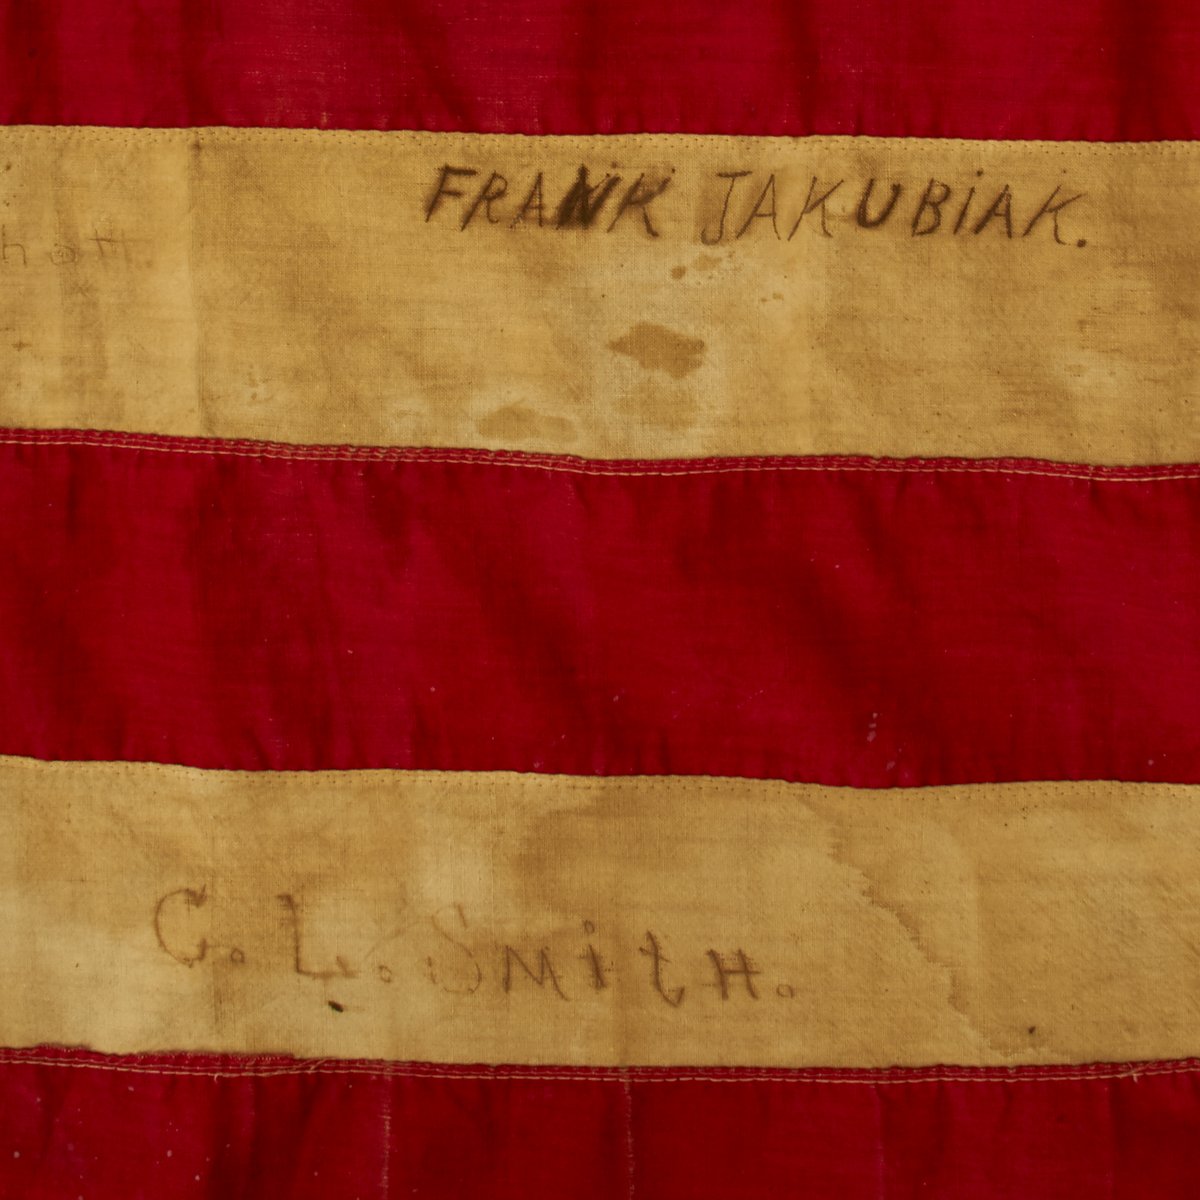 FRANK JAKUBiAK.
C. L. SMitH.